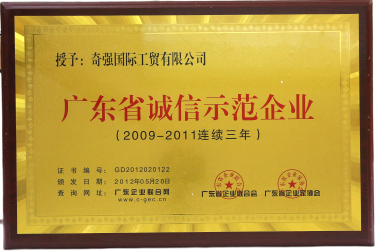 授予：奇强国际工贸有限公司
广东省诚信示范企业
（2009-2011连续三年）
证书编号：GD2012020122
颁发日期：2012年05月20日
查询网址：广东企业联合网
www.c-gec.cn
广东省企业联合会
广东省企业家协会